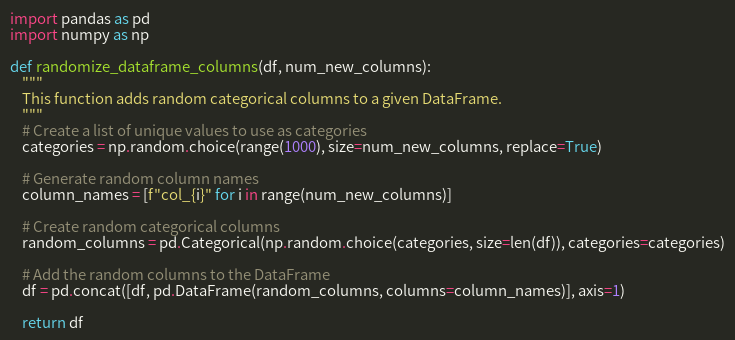 import pandas as pd
import numpy as np

def randomize_dataframe_columns(df, num_new_columns):
    """
    This function adds random categorical columns to a given DataFrame.
    """
    # Create a list of unique values to use as categories
    categories = np.random.choice(range(1000), size=num_new_columns, replace=True)

    # Generate random column names
    column_names = [f"col_{i}" for i in range(num_new_columns)]

    # Create random categorical columns
    random_columns = pd.Categorical(np.random.choice(categories, size=len(df)), categories=categories)

    # Add the random columns to the DataFrame
    df = pd.concat([df, pd.DataFrame(random_columns, columns=column_names)], axis=1)

    return df